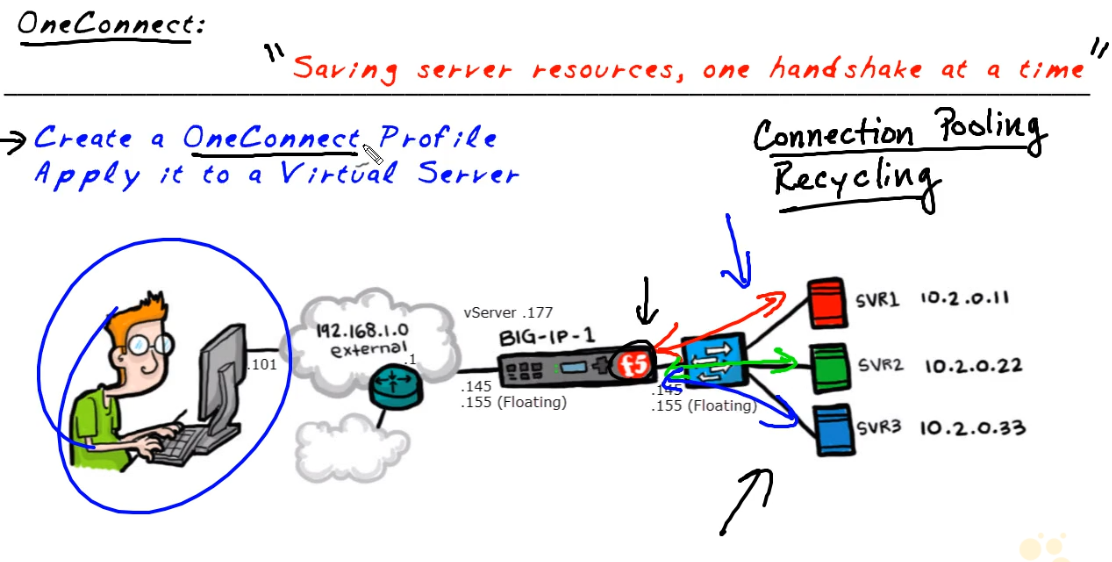 OneConnect:
"Saving server resources, one handshake at a time"
Create a OneConnect Profile
Apply it to a Virtual Server
Connection Pooling
Recycling
192.168.1.0
external
.101
.1
vServer .177
BIG-IP-1
f5
.145
.155 (Floating)
.145
.155 (Floating)
SVR1 10.2.0.11
SVR2 10.2.0.22
SVR3 10.2.0.33